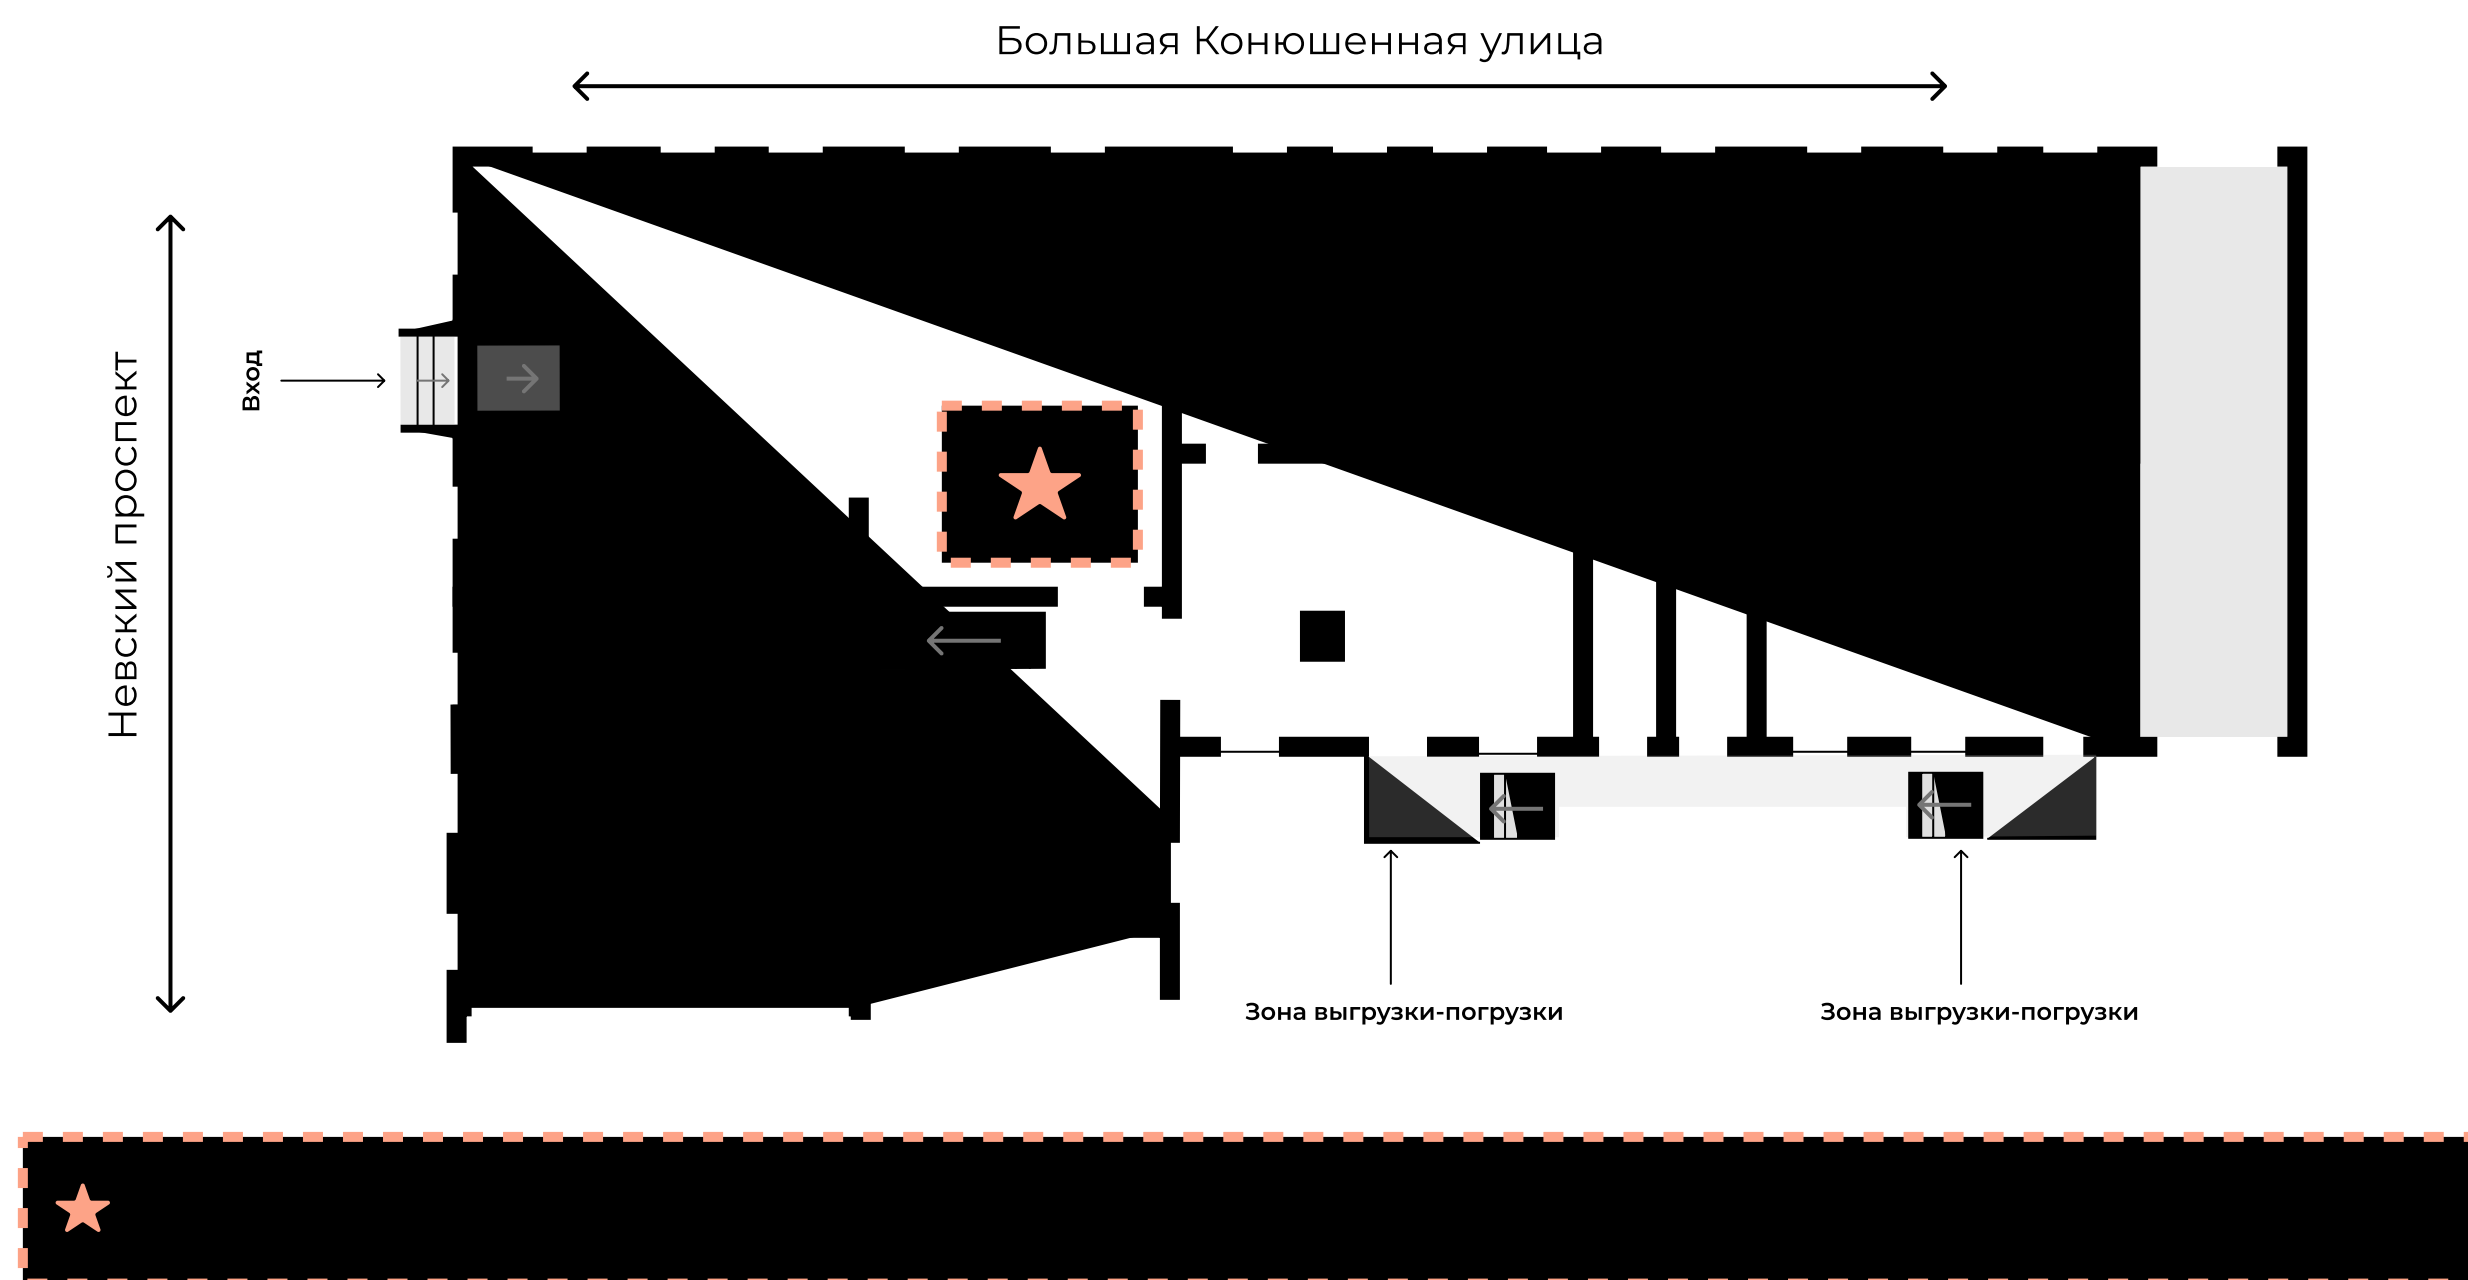 Большая Конюшенная улица
Невский проспект
Вход
Зона выгрузки-погрузки
Зона выгрузки-погрузки